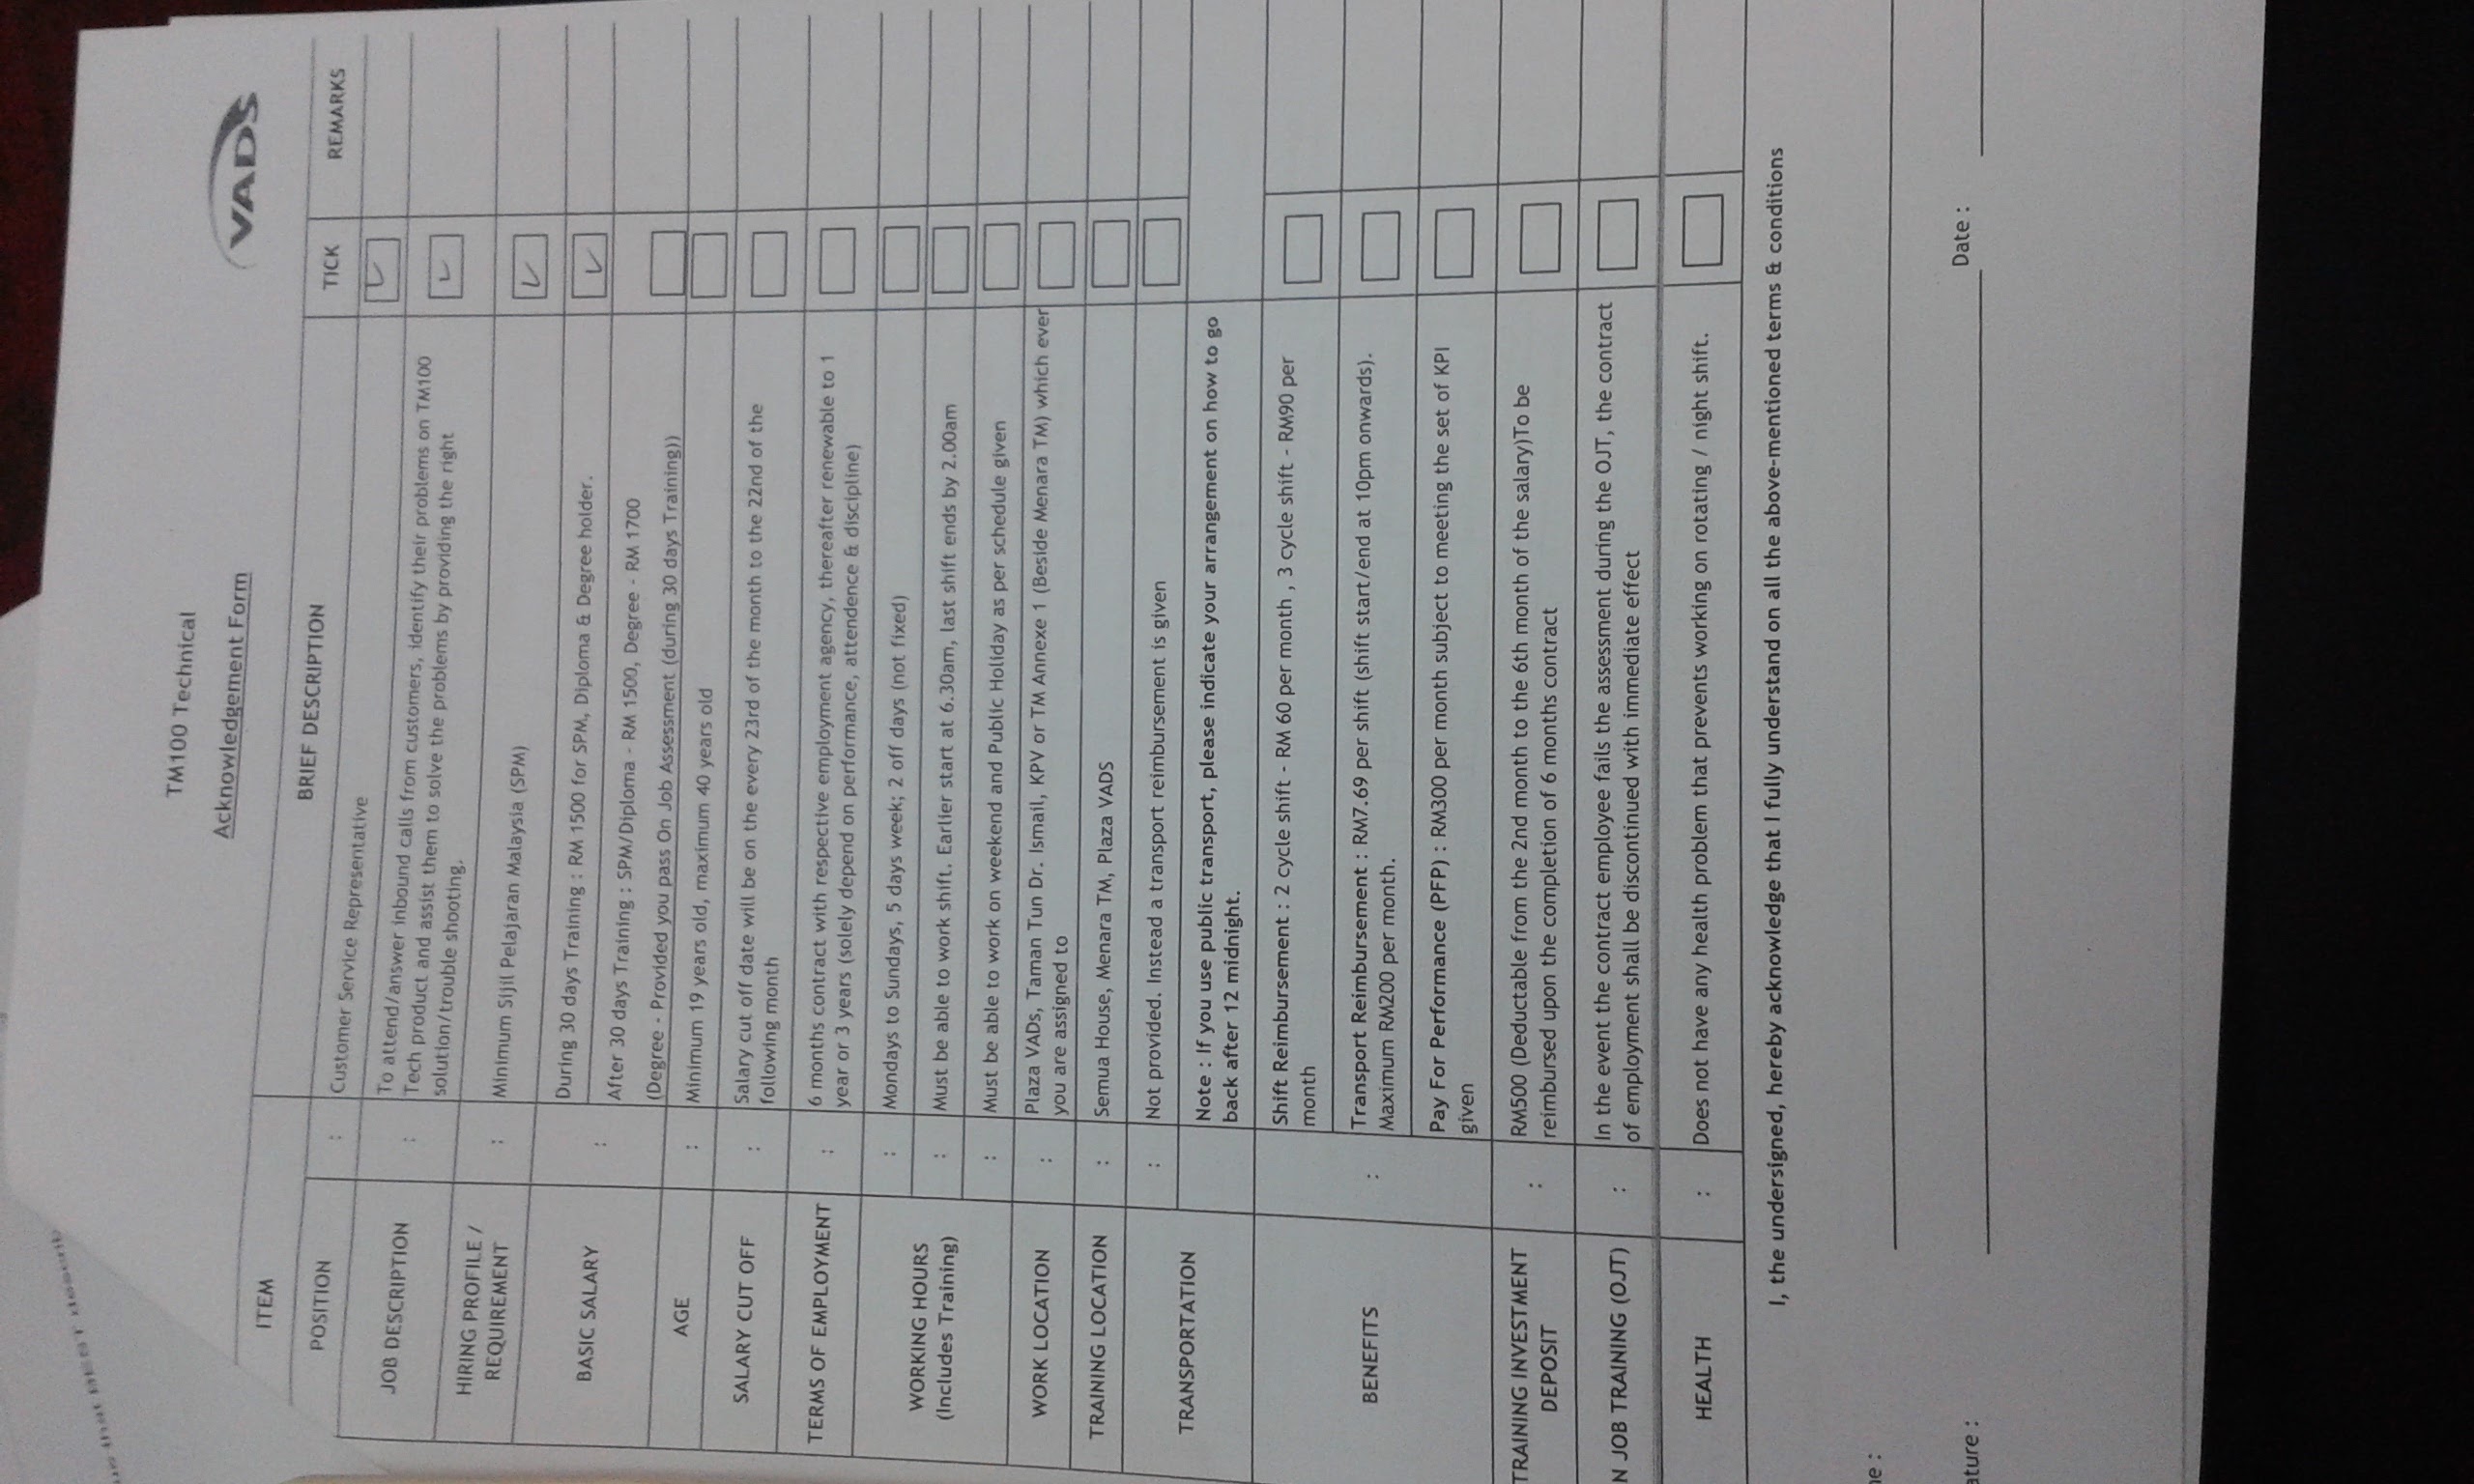 TM100 Technical
VADS
Acknowledgement Form
ITEM BRIEF DESCRIPTION TICK REMARKS
POSITION : Customer Service Representative
JOB DESCRIPTION : To attend/answer inbound calls from customers, identify their problems on TM100
Tech product and assist them to solve the problems by providing the right
solution/trouble shooting.
HIRING PROFILE /
REQUIREMENT : Minimum Sijil Pelajaran Malaysia (SPM)
BASIC SALARY : During 30 days Training : RM 1500 for SPM, Diploma & Degree holder.
After 30 days Training : SPM/Diploma - RM 1500, Degree - RM 1700
(Degree - Provided you pass On Job Assessment (during 30 days Training))
AGE : Minimum 19 years old, maximum 40 years old
SALARY CUT OFF : Salary cut off date will be on the every 23rd of the month to the 22nd of the
following month
TERMS OF EMPLOYMENT : 6 months contract with respective employment agency, thereafter renewable to 1
year or 3 years (solely depend on performance, attendence & discipline)
WORKING HOURS
(Includes Training) : Mondays to Sundays, 5 days week; 2 off days (not fixed)
: Must be able to work shift. Earlier start at 6.30am, last shift ends by 2.00am
: Must be able to work on weekend and Public Holiday as per schedule given
WORK LOCATION : Plaza VADs, Taman Tun Dr. Ismail, KPV or TM Annexe 1 (Beside Menara TM) which ever
you are assigned to
TRAINING LOCATION : Semua House, Menara TM, Plaza VADS
TRANSPORTATION : Not provided. Instead a transport reimbursement is given
Note : If you use public transport, please indicate your arrangement on how to go
back after 12 midnight.
BENEFITS : Shift Reimbursement : 2 cycle shift - RM 60 per month , 3 cycle shift - RM90 per
month
Transport Reimbursement : RM7.69 per shift (shift start/end at 10pm onwards).
Maximum RM200 per month.
Pay For Performance (PFP) : RM300 per month subject to meeting the set of KPI
given
TRAINING INVESTMENT
DEPOSIT : RM500 (Deductable from the 2nd month to the 6th month of the salary)To be
reimbursed upon the completion of 6 months contract
N JOB TRAINING (OJT) : In the event the contract employee fails the assessment during the OJT, the contract
of employment shall be discontinued with immediate effect
HEALTH : Does not have any health problem that prevents working on rotating / night shift.
I, the undersigned, hereby acknowledge that I fully understand on all the above-mentioned terms & conditions
ne :
ature : Date :